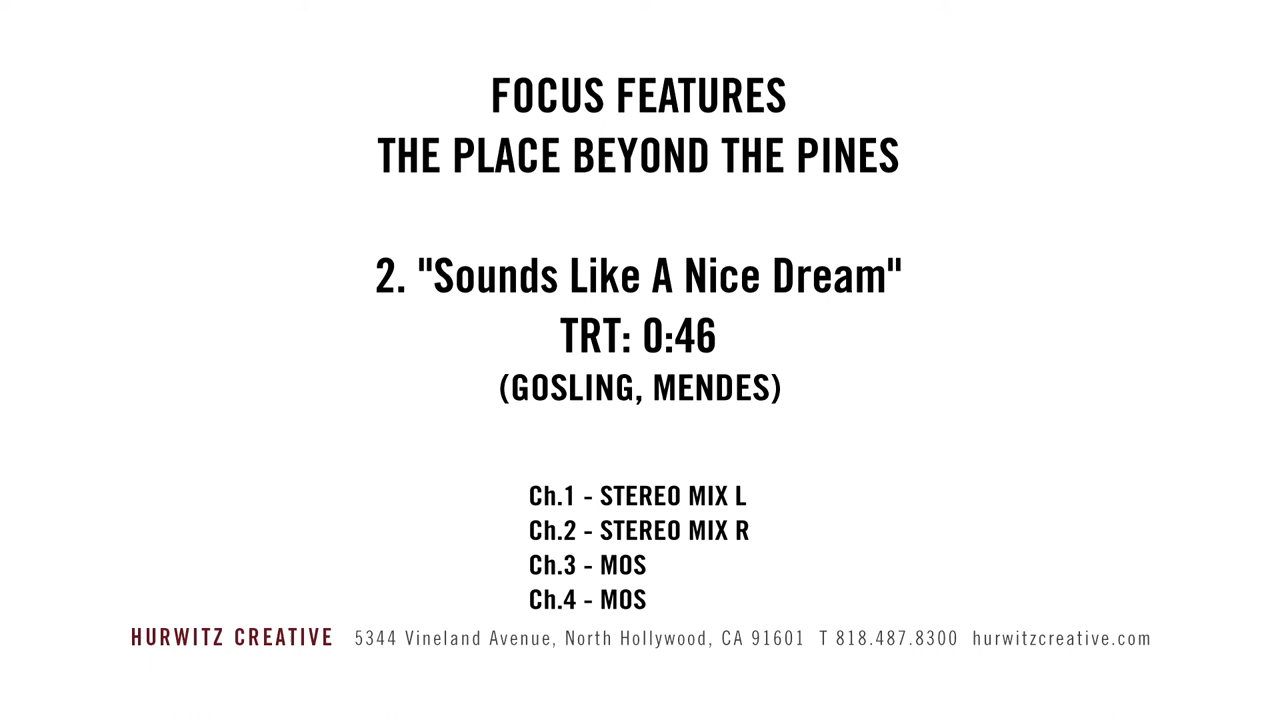 FOCUS FEATURES
THE PLACE BEYOND THE PINES
2. "Sounds Like A Nice Dream"
TRT: 0:46
(GOSLING, MENDES)
Ch.1 - STEREO MIX L
Ch.2 - STEREO MIX R
Ch.3 - MOS
Ch.4 - MOS
HURWITZ CREATIVE 5344 Vineland Avenue, North Hollywood, CA 91601 T 818.487.8300 hurwitzcreative.com